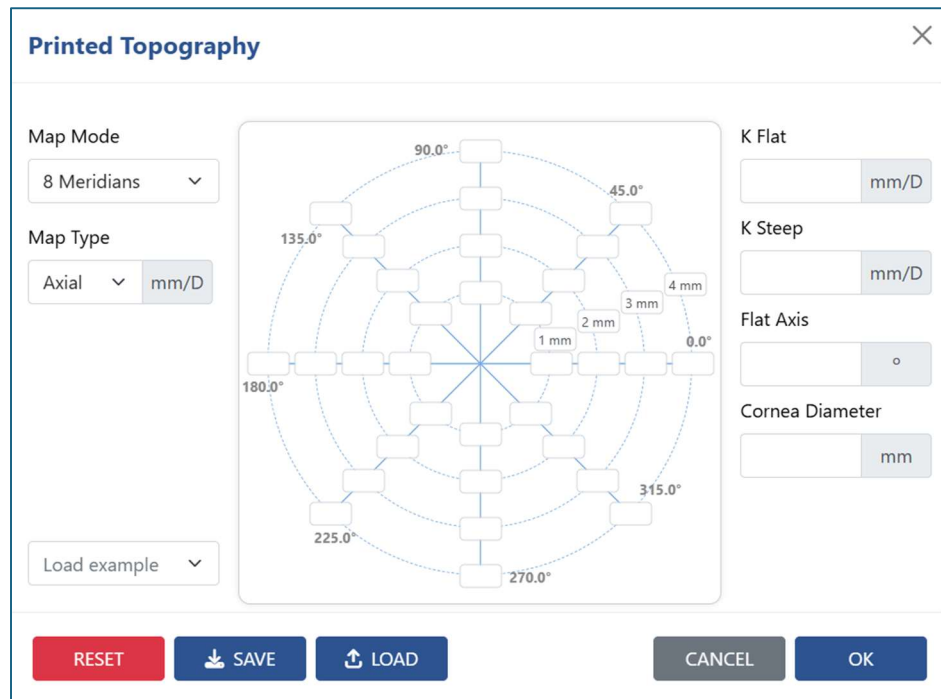 Printed Topography
Map Mode
8 Meridians
Map Type
Axial
mm/D
Load example
90.0°
45.0°
135.0°
4 mm
3 mm
2 mm
1 mm
0.0°
180.0°
315.0°
225.0°
270.0°
K Flat
mm/D
K Steep
mm/D
Flat Axis
°
Cornea Diameter
mm
RESET
SAVE
LOAD
CANCEL
OK